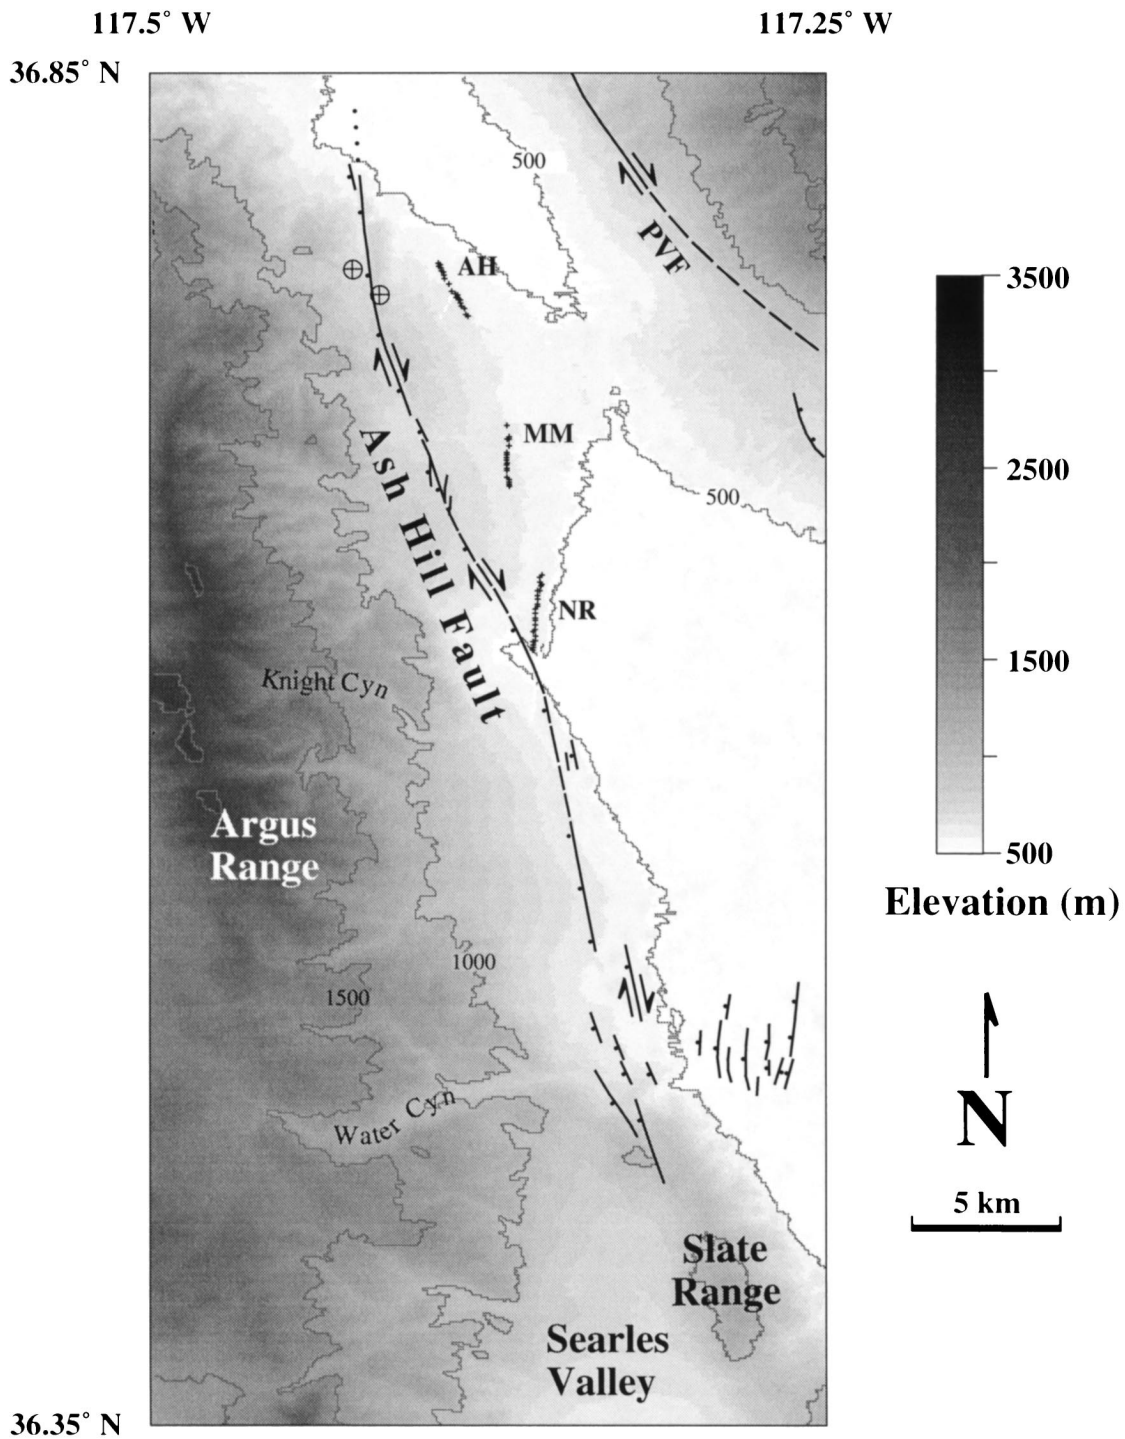 117.5° W
117.25° W
36.85° N
500
PVF
AH
3500
MM
Ash Hill Fault
2500
500
NR
Knight Cyn
1500
Argus
Range
500
Elevation (m)
1000
1500
Water Cyn
N
5 km
Slate
Range
Searles
Valley
36.35° N